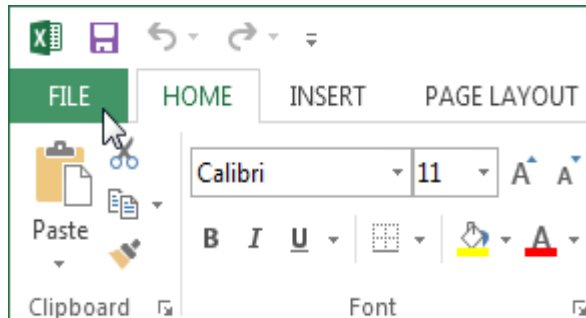 FILE HOME INSERT PAGE LAYOUT
Calibri 11 A A
Paste
B I U A
Clipboard Font